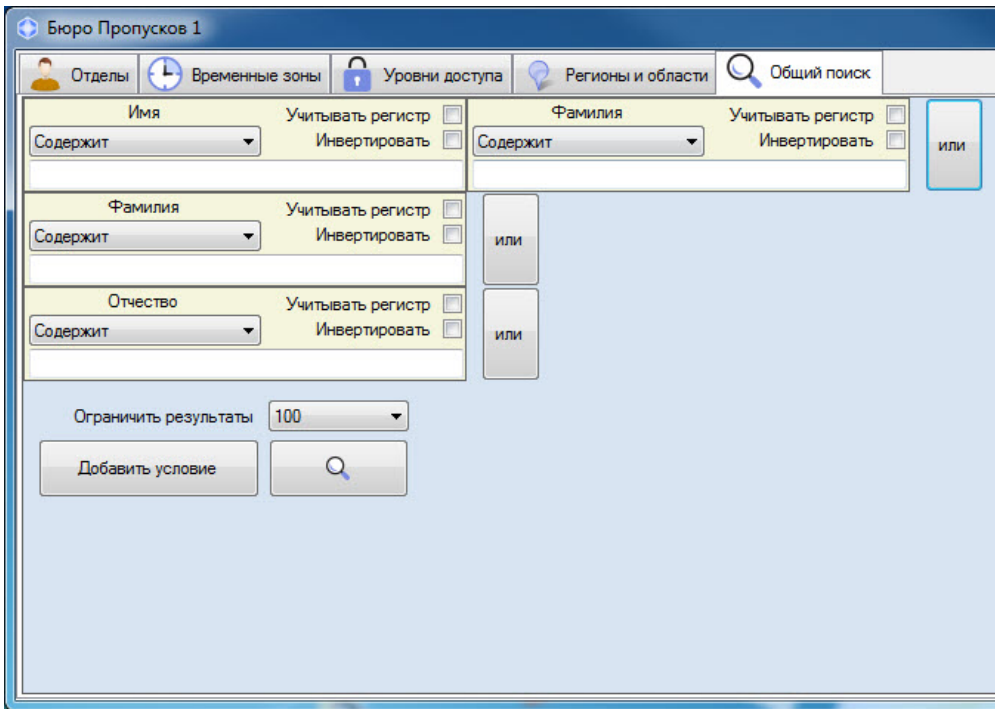 Бюро Пропусков 1
Отделы Временные зоны Уровни доступа Регионы и области Общий поиск
Имя Учитывать регистр Фамилия Учитывать регистр
Содержит Инвертировать Содержит Инвертировать или
Фамилия Учитывать регистр
Содержит Инвертировать или
Отчество Учитывать регистр
Содержит Инвертировать или
Ограничить результаты 100
Добавить условие